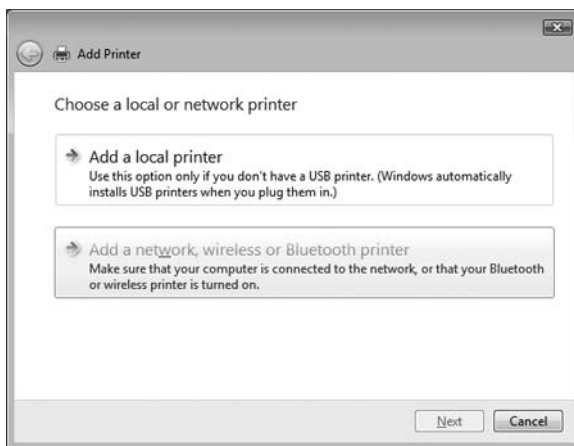 Add Printer
Choose a local or network printer
Add a local printer
Use this option only if you don't have a USB printer. (Windows automatically
installs USB printers when you plug them in.)
Add a network, wireless or Bluetooth printer
Make sure that your computer is connected to the network, or that your Bluetooth
or wireless printer is turned on.
Next
Cancel